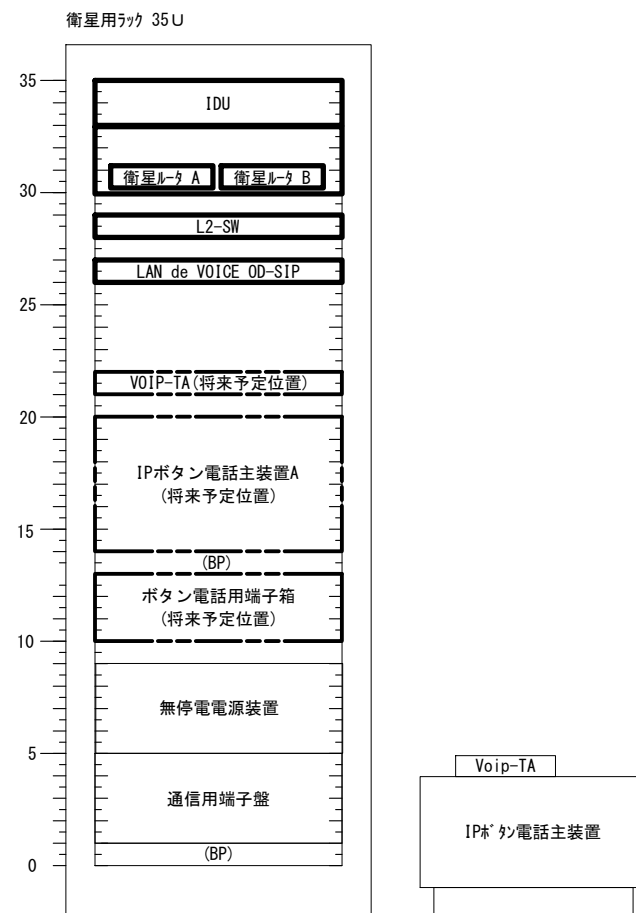 衛星用ﾗｯｸ 35U
35
IDU
衛星ﾙｰﾀ A
衛星ﾙｰﾀ B
30
L2-SW
LAN de VOICE OD-SIP
25
VOIP-TA(将来予定位置)
20
IPボタン電話主装置A
(将来予定位置)
15
(BP)
ボタン電話用端子箱
(将来予定位置)
10
無停電電源装置
5
通信用端子盤
(BP)
0
Voip-TA
IPﾎﾞﾀﾝ電話主装置